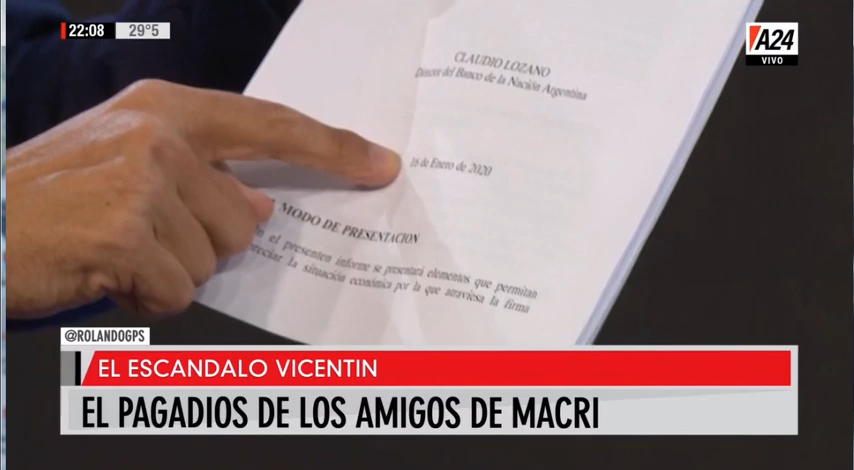 22:08 29°5
A24
VIVO
CLAUDIO LOZANO
Director del Banco de la Nación Argentina
16 de Enero de 2020
MODO DE PRESENTACION
el presenten informe se presentará elementos que permitan
la situación económica por la que atraviesa la firma
@ROLANDOGPS
EL ESCANDALO VICENTIN
EL PAGADIOS DE LOS AMIGOS DE MACRI